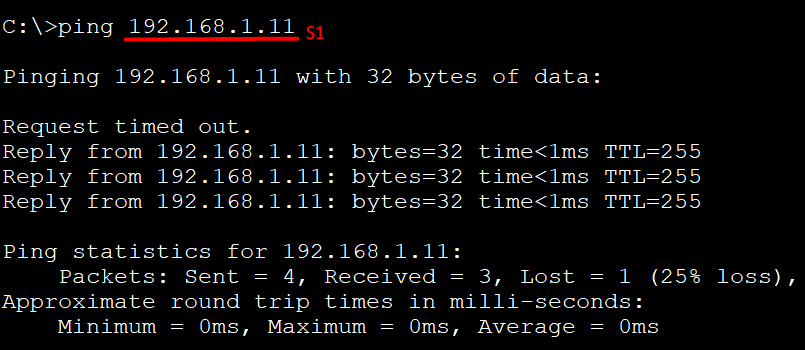 C:\>ping 192.168.1.11 S1
Pinging 192.168.1.11 with 32 bytes of data:
Request timed out.
Reply from 192.168.1.11: bytes=32 time<1ms TTL=255
Reply from 192.168.1.11: bytes=32 time<1ms TTL=255
Reply from 192.168.1.11: bytes=32 time<1ms TTL=255
Ping statistics for 192.168.1.11:
Packets: Sent = 4, Received = 3, Lost = 1 (25% loss),
Approximate round trip times in milli-seconds:
Minimum = 0ms, Maximum = 0ms, Average = 0ms